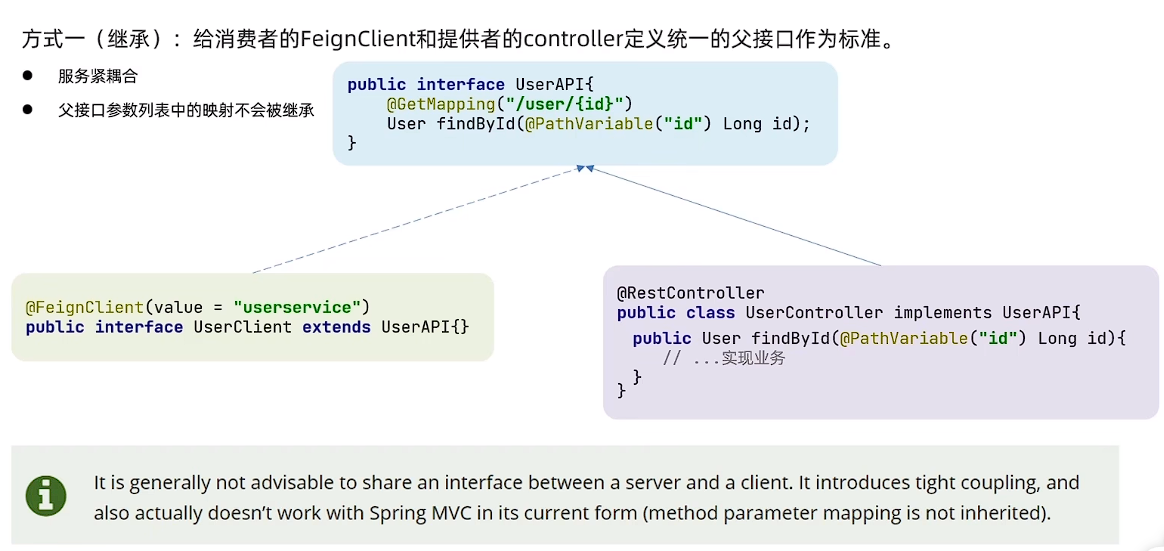 方式一（继承）：给消费者的FeignClient和提供者的controller定义统一的父接口作为标准。
● 服务紧耦合
● 父接口参数列表中的映射不会被继承
public interface UserAPI{
@GetMapping("/user/{id}")
User findById(@PathVariable("id") Long id);
}
@FeignClient(value = "userservice")
public interface UserClient extends UserAPI{}
@RestController
public class UserController implements UserAPI{
public User findById(@PathVariable("id") Long id){
// ...实现业务
}
}
It is generally not advisable to share an interface between a server and a client. It introduces tight coupling, and
also actually doesn’t work with Spring MVC in its current form (method parameter mapping is not inherited).